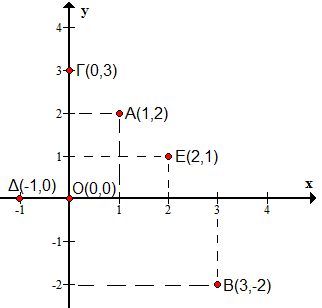 y
4
Γ(0,3)
3
A(1,2)
2
E(2,1)
1
x
Δ(-1,0)
O(0,0)
-1
1
2
3
4
-1
B(3,-2)
-2